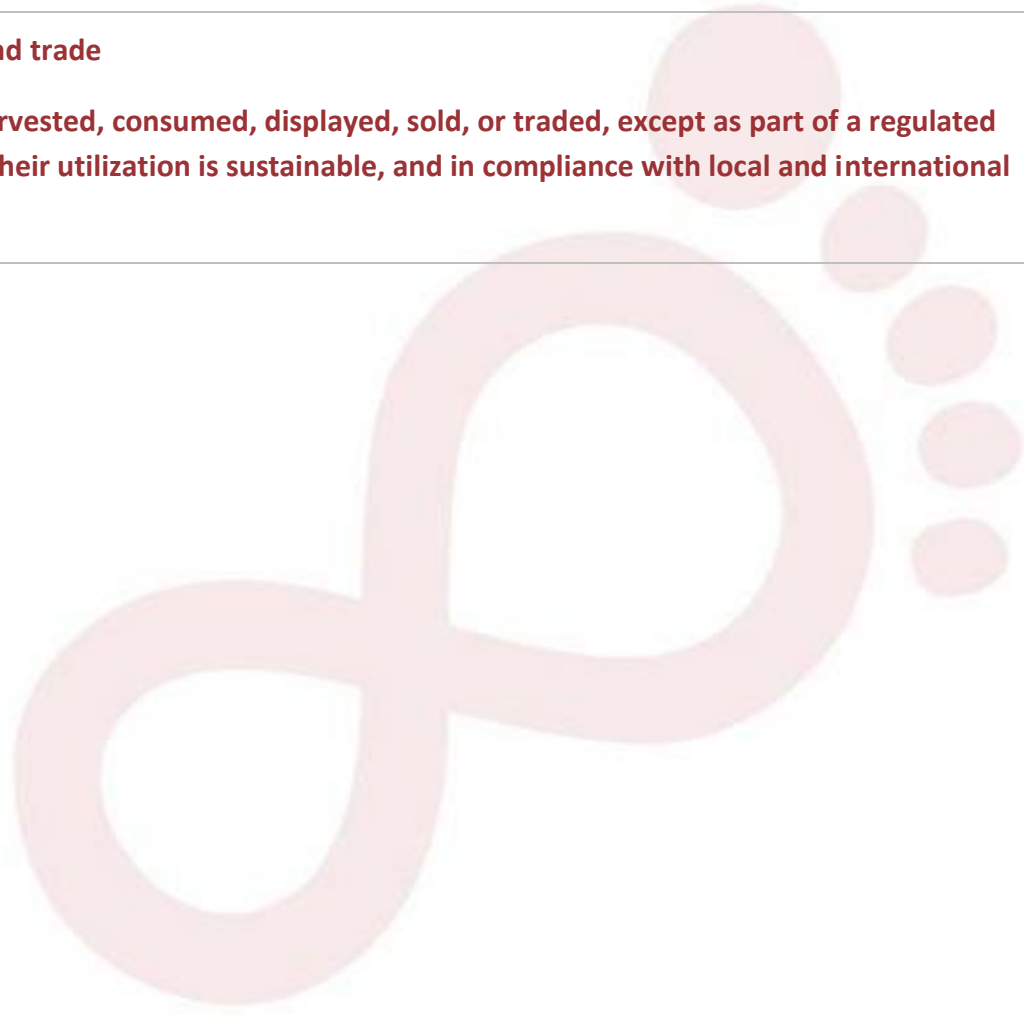 nd trade
rvested, consumed, displayed, sold, or traded, except as part of a regulated
heir utilization is sustainable, and in compliance with local and international